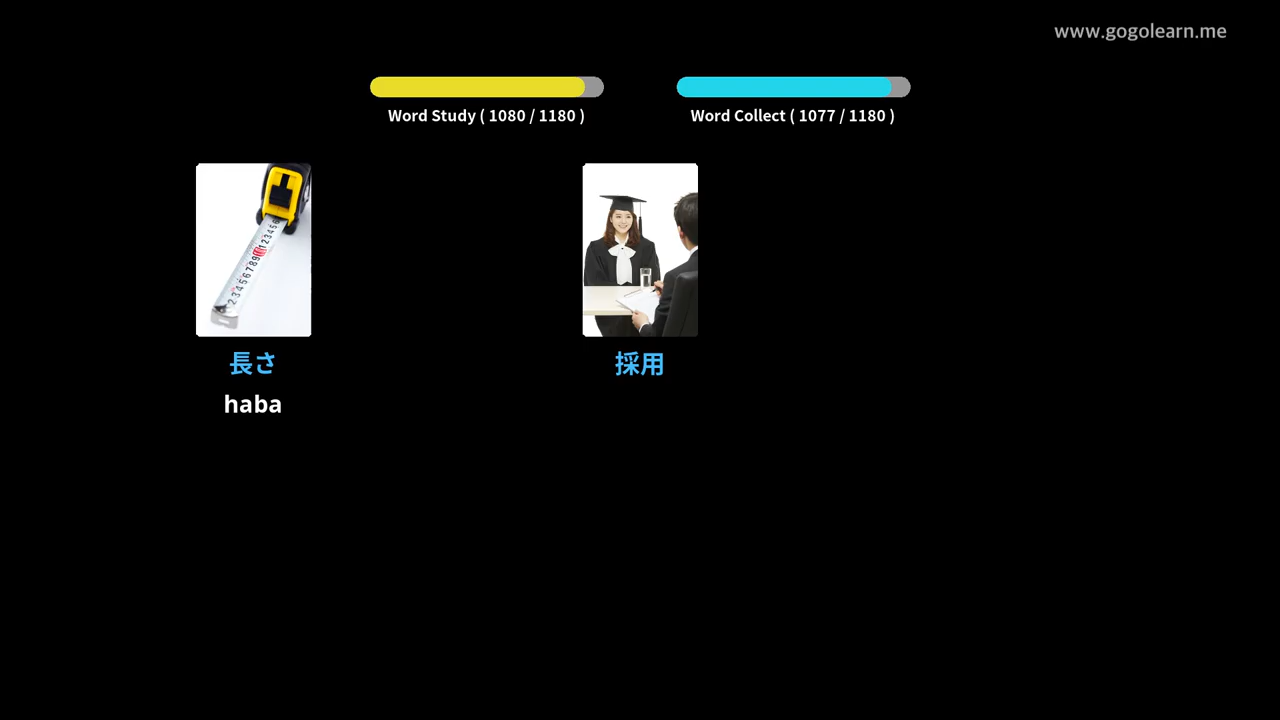 www.gogolearn.me
Word Study ( 1080 / 1180 )
Word Collect ( 1077 / 1180 )
長さ
採用
haba